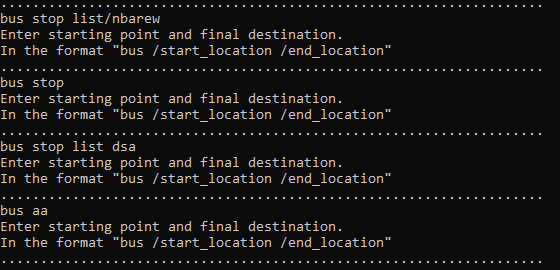 ....................................................................
bus stop list/nbarew
Enter starting point and final destination.
In the format "bus /start_location /end_location"
....................................................................
bus stop
Enter starting point and final destination.
In the format "bus /start_location /end_location"
....................................................................
bus stop list dsa
Enter starting point and final destination.
In the format "bus /start_location /end_location"
....................................................................
bus aa
Enter starting point and final destination.
In the format "bus /start_location /end_location"
....................................................................